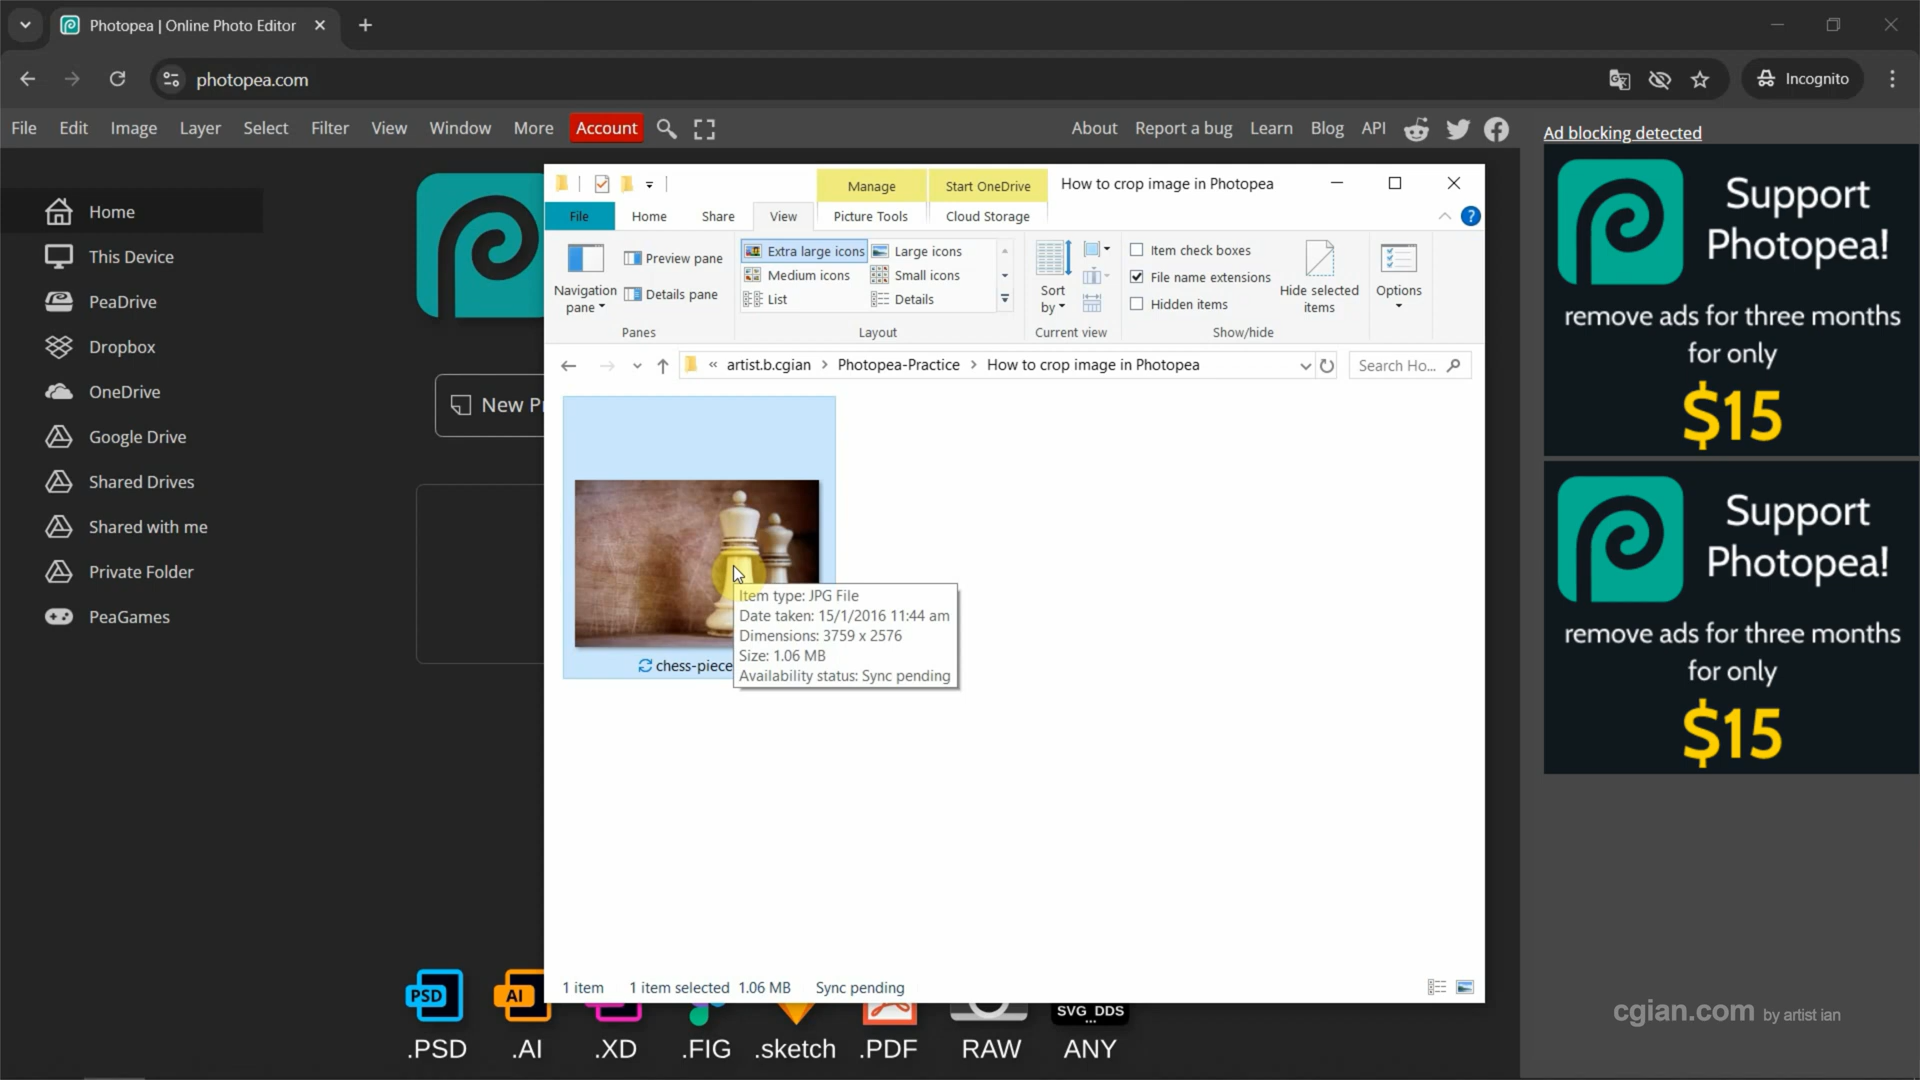 Photopea | Online Photo Editor
photopea.com
Incognito
File Edit Image Layer Select Filter View Window More Account
About Report a bug Learn Blog API
Ad blocking detected
Home
This Device
PeaDrive
Dropbox
OneDrive
Google Drive
Shared Drives
Shared with me
Private Folder
PeaGames
New
Manage Start OneDrive How to crop image in Photopea
File Home Share View Picture Tools Cloud Storage
Navigation pane
Preview pane
Details pane
Panes
Extra large icons Large icons
Medium icons Small icons
List Details
Layout
Sort by
Current view
Item check boxes
File name extensions
Hidden items
Hide selected items
Show/hide
Options
« artist.b.cgian > Photopea-Practice > How to crop image in Photopea
Search Ho...
chess-piece
Item type: JPG File
Date taken: 15/1/2016 11:44 am
Dimensions: 3759 x 2576
Size: 1.06 MB
Availability status: Sync pending
1 item 1 item selected 1.06 MB Sync pending
PSD
AI
SVG DDS
...
.PSD .AI .XD .FIG .sketch .PDF RAW ANY
Support
Photopea!
remove ads for three months
for only
$15
Support
Photopea!
remove ads for three months
for only
$15
cgian.com by artist ian